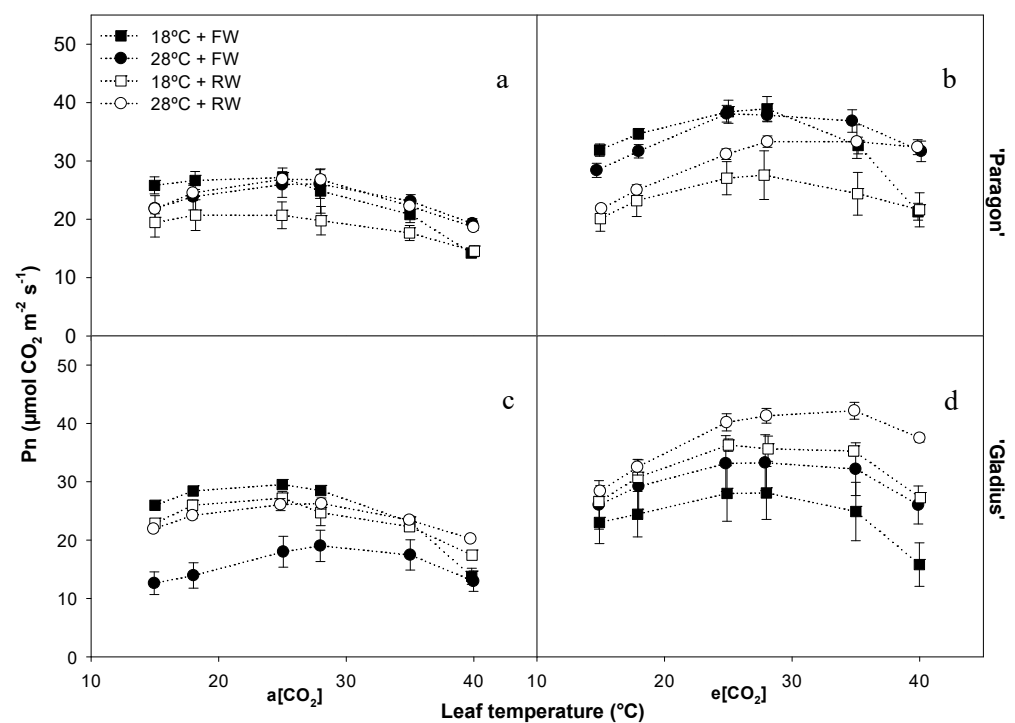 50
40
30
20
10
0
18ºC + FW
28ºC + FW
18ºC + RW
28ºC + RW
a
b
'Paragon'
Pn (µmol CO2 m-2 s-1)
50
40
30
20
10
0
c
d
'Gladius'
10 20 30 40 20 30 40
10
a[CO2]
e[CO2]
Leaf temperature (°C)